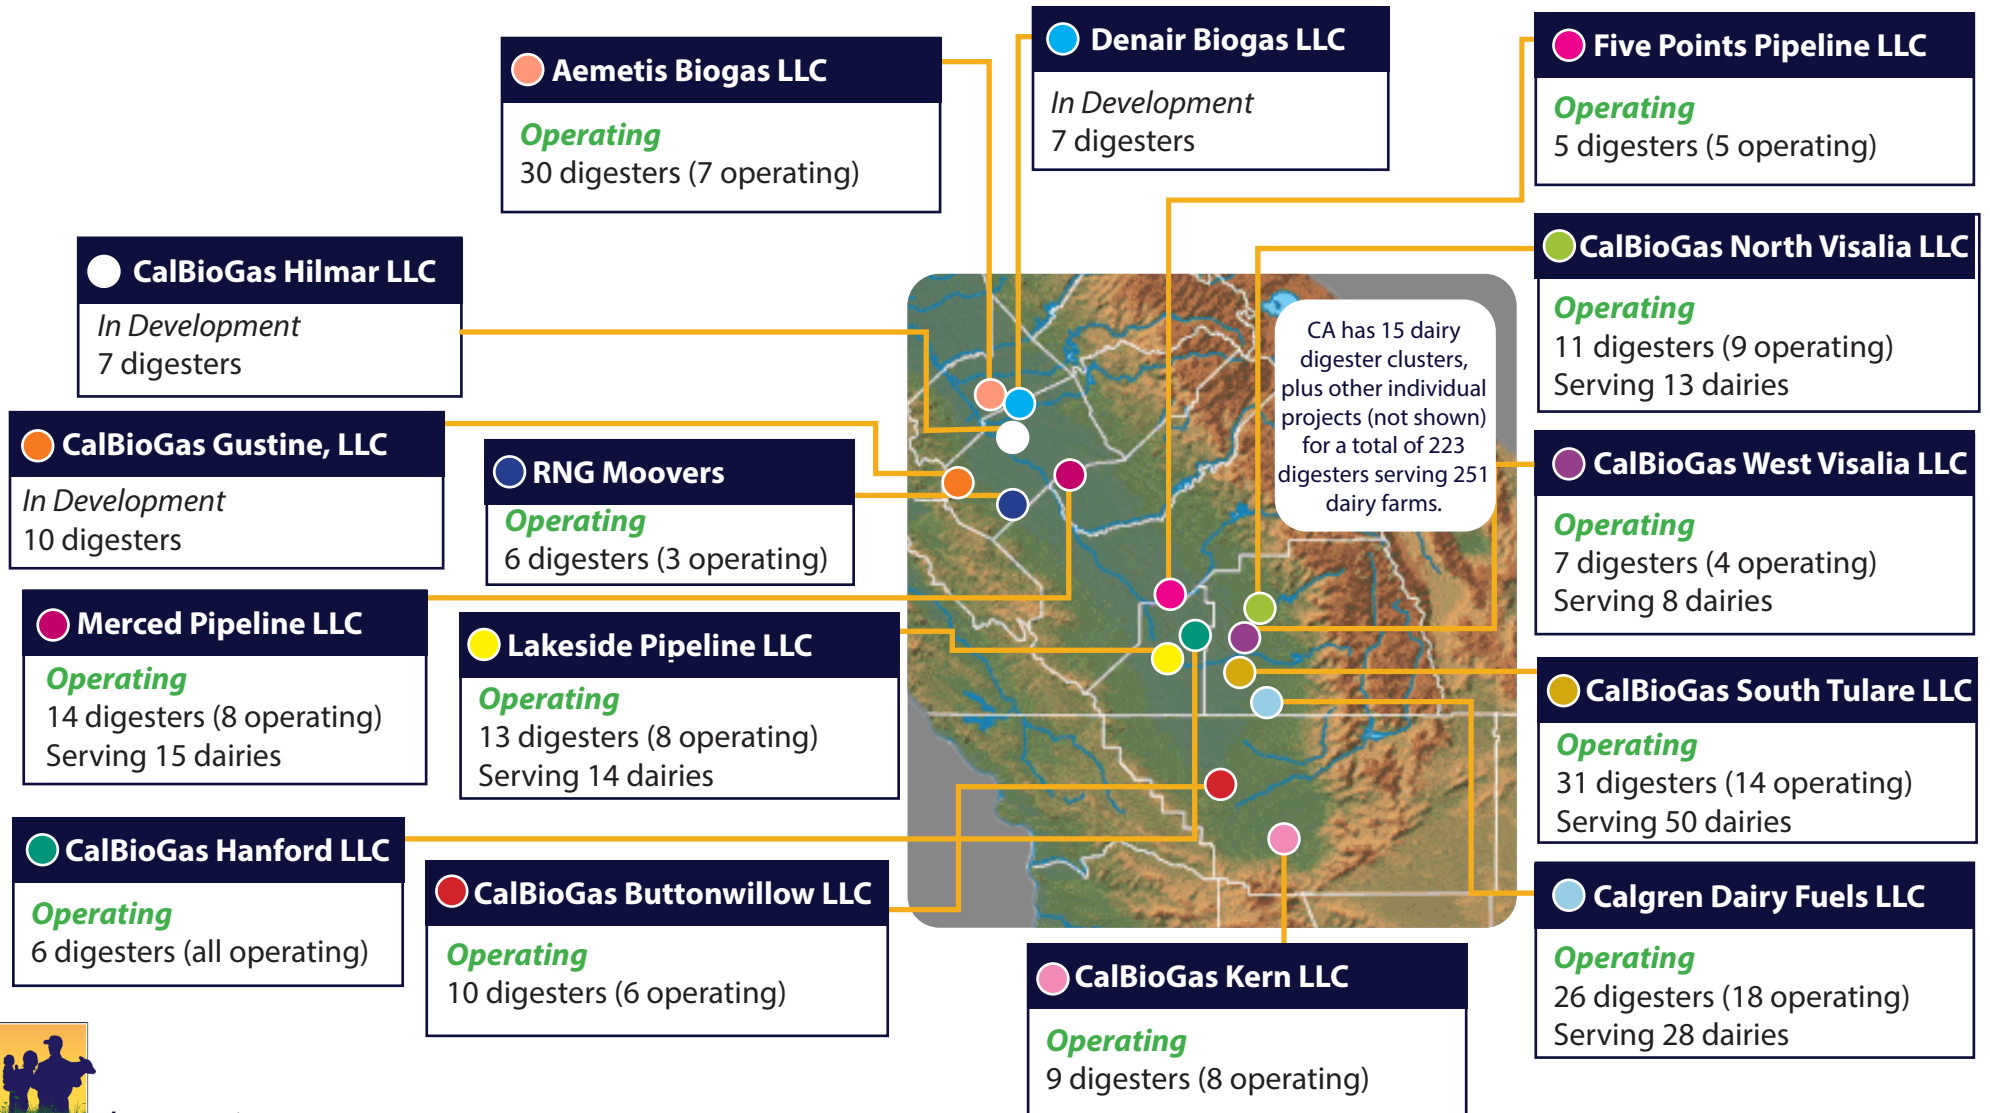 Aemetis Biogas LLC
Operating
30 digesters (7 operating)
Denair Biogas LLC
In Development
7 digesters
Five Points Pipeline LLC
Operating
5 digesters (5 operating)
CalBioGas Hilmar LLC
In Development
7 digesters
CalBioGas North Visalia LLC
Operating
11 digesters (9 operating)
Serving 13 dairies
CA has 15 dairy
digester clusters,
plus other individual
projects (not shown)
for a total of 223
digesters serving 251
dairy farms.
CalBioGas Gustine, LLC
In Development
10 digesters
RNG Moovers
Operating
6 digesters (3 operating)
CalBioGas West Visalia LLC
Operating
7 digesters (4 operating)
Serving 8 dairies
Merced Pipeline LLC
Operating
14 digesters (8 operating)
Serving 15 dairies
Lakeside Pipeline LLC
Operating
13 digesters (8 operating)
Serving 14 dairies
CalBioGas South Tulare LLC
Operating
31 digesters (14 operating)
Serving 50 dairies
CalBioGas Hanford LLC
Operating
6 digesters (all operating)
CalBioGas Buttonwillow LLC
Operating
10 digesters (6 operating)
Calgren Dairy Fuels LLC
Operating
26 digesters (18 operating)
Serving 28 dairies
CalBioGas Kern LLC
Operating
9 digesters (8 operating)